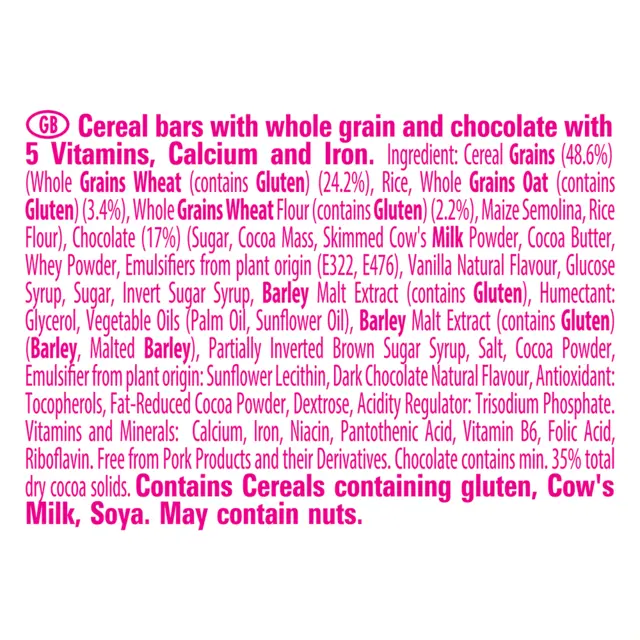 GB Cereal bars with whole grain and chocolate with
5 Vitamins, Calcium and Iron. Ingredient: Cereal Grains (48.6%)
(Whole Grains Wheat (contains Gluten) (24.2%), Rice, Whole Grains Oat (contains
Gluten) (3.4%), Whole Grains Wheat Flour (contains Gluten) (2.2%), Maize Semolina, Rice
Flour), Chocolate (17%) (Sugar, Cocoa Mass, Skimmed Cow's Milk Powder, Cocoa Butter,
Whey Powder, Emulsifiers from plant origin (E322, E476), Vanilla Natural Flavour, Glucose
Syrup, Sugar, Invert Sugar Syrup, Barley Malt Extract (contains Gluten), Humectant:
Glycerol, Vegetable Oils (Palm Oil, Sunflower Oil), Barley Malt Extract (contains Gluten)
(Barley, Malted Barley), Partially Inverted Brown Sugar Syrup, Salt, Cocoa Powder,
Emulsifier from plant origin: Sunflower Lecithin, Dark Chocolate Natural Flavour, Antioxidant:
Tocopherols, Fat-Reduced Cocoa Powder, Dextrose, Acidity Regulator: Trisodium Phosphate.
Vitamins and Minerals: Calcium, Iron, Niacin, Pantothenic Acid, Vitamin B6, Folic Acid,
Riboflavin. Free from Pork Products and their Derivatives. Chocolate contains min. 35% total
dry cocoa solids. Contains Cereals containing gluten, Cow's
Milk, Soya. May contain nuts.